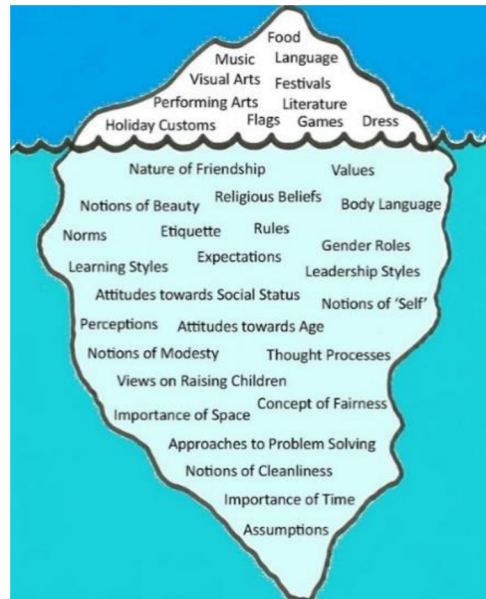 Food
Music Language
Visual Arts Festivals
Performing Arts Literature
Holiday Customs Flags Games Dress
Nature of Friendship Values
Notions of Beauty Religious Beliefs Body Language
Norms Etiquette Rules
Expectations Gender Roles
Learning Styles Leadership Styles
Attitudes towards Social Status Notions of 'Self'
Perceptions Attitudes towards Age
Notions of Modesty Thought Processes
Views on Raising Children
Importance of Space Concept of Fairness
Approaches to Problem Solving
Notions of Cleanliness
Importance of Time
Assumptions